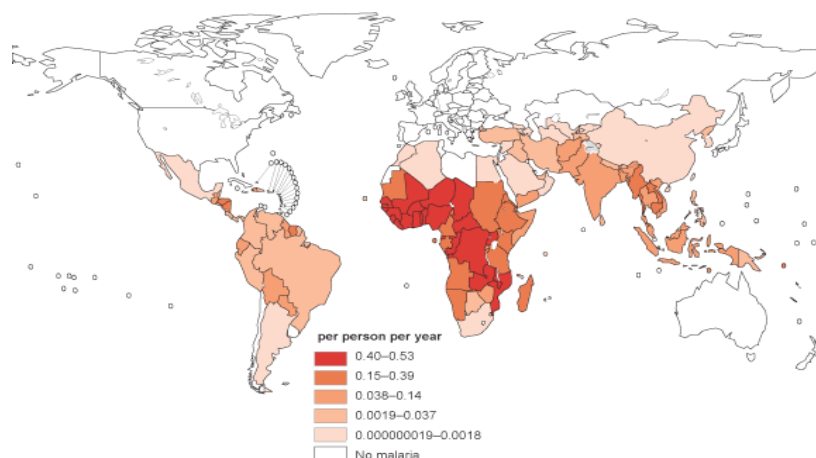 per person per year
0.40–0.53
0.15–0.39
0.038–0.14
0.0019–0.037
0.000000019–0.0018
No malaria